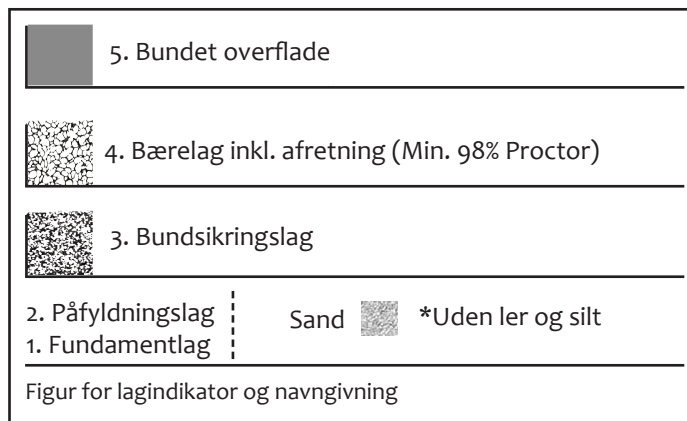 5. Bundet overflade
4. Bærelag inkl. afretning (Min. 98% Proctor)
3. Bundsikringslag
2. Påfyldningslag
1. Fundamentlag
Sand *Uden ler og silt
Figur for lagindikator og navngivning